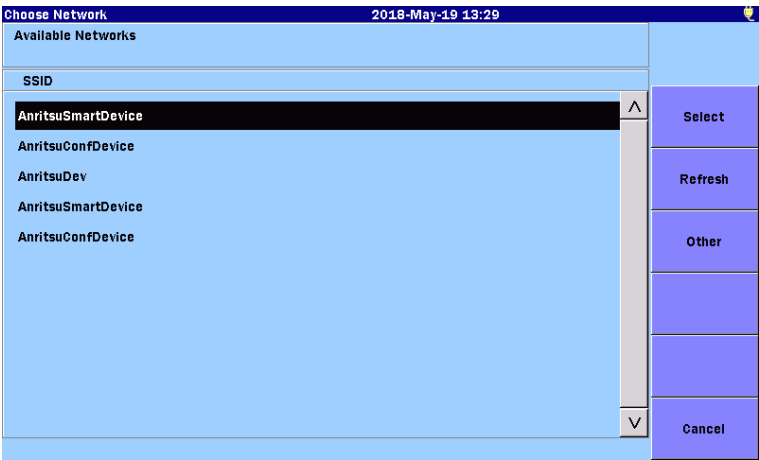 Choose Network 2018-May-19 13:29
Available Networks
SSID
AnritsuSmartDevice
AnritsuConfDevice
AnritsuDev
AnritsuSmartDevice
AnritsuConfDevice
Select
Refresh
Other
Cancel